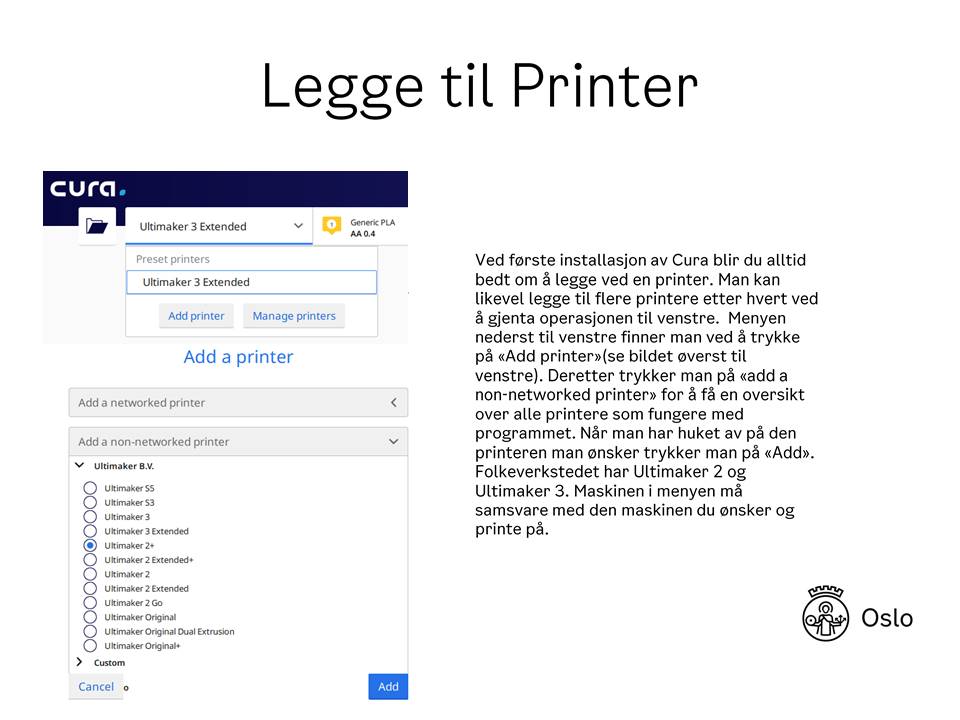 Legge til Printer
cura.
Ultimaker 3 Extended
1
Generic PLA
AA 0.4
Preset printers
Ultimaker 3 Extended
Add printer
Manage printers
Add a printer
Add a networked printer
Add a non-networked printer
Ultimaker B.V.
Ultimaker S5
Ultimaker S3
Ultimaker 3
Ultimaker 3 Extended
Ultimaker 2+
Ultimaker 2 Extended+
Ultimaker 2
Ultimaker 2 Extended
Ultimaker 2 Go
Ultimaker Original
Ultimaker Original Dual Extrusion
Ultimaker Original+
Custom
Cancel
o
Add
Ved første installasjon av Cura blir du alltid
bedt om å legge ved en printer. Man kan
likevel legge til flere printere etter hvert ved
å gjenta operasjonen til venstre.  Menyen
nederst til venstre finner man ved å trykke
på «Add printer»(se bildet øverst til
venstre). Deretter trykker man på «add a
non-networked printer» for å få en oversikt
over alle printere som fungere med
programmet. Når man har huket av på den
printeren man ønsker trykker man på «Add».
Folkeverkstedet har Ultimaker 2 og
Ultimaker 3. Maskinen i menyen må
samsvare med den maskinen du ønsker og
printe på.
Oslo